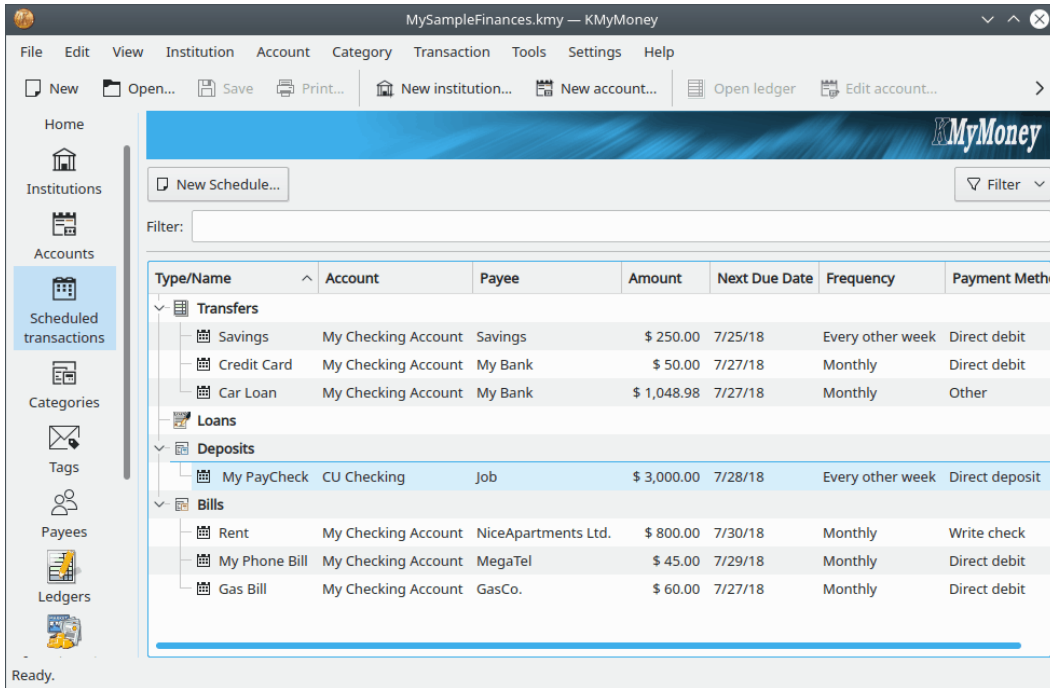 MySampleFinances.kmy — KMyMoney
File Edit View Institution Account Category Transaction Tools Settings Help
New Open... Save Print... New institution... New account... Open ledger Edit account...
Home
Institutions
Accounts
Scheduled
transactions
Categories
Tags
Payees
Ledgers
KMyMoney
New Schedule... Filter
Filter:
Type/Name Account Payee Amount Next Due Date Frequency Payment Meth
Transfers
Savings My Checking Account Savings $ 250.00 7/25/18 Every other week Direct debit
Credit Card My Checking Account My Bank $ 50.00 7/27/18 Monthly Direct debit
Car Loan My Checking Account My Bank $ 1,048.98 7/27/18 Monthly Other
Loans
Deposits
My PayCheck CU Checking Job $ 3,000.00 7/28/18 Every other week Direct deposit
Bills
Rent My Checking Account NiceApartments Ltd. $ 800.00 7/30/18 Monthly Write check
My Phone Bill My Checking Account MegaTel $ 45.00 7/29/18 Monthly Direct debit
Gas Bill My Checking Account GasCo. $ 60.00 7/27/18 Monthly Direct debit
Ready.